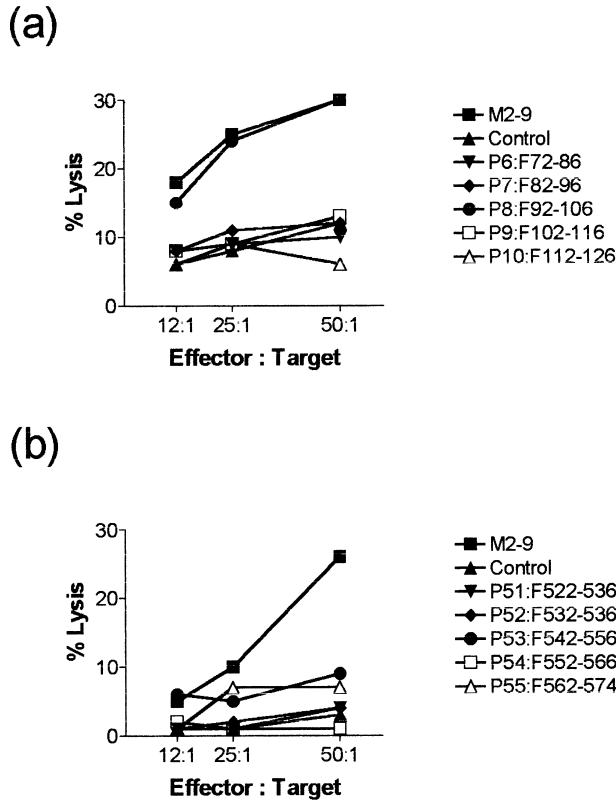 (a)
30
20
10
0
% Lysis
12:1 25:1 50:1
Effector : Target
M2-9
Control
P6:F72-86
P7:F82-96
P8:F92-106
P9:F102-116
P10:F112-126
(b)
30
20
10
0
% Lysis
12:1 25:1 50:1
Effector : Target
M2-9
Control
P51:F522-536
P52:F532-536
P53:F542-556
P54:F552-566
P55:F562-574